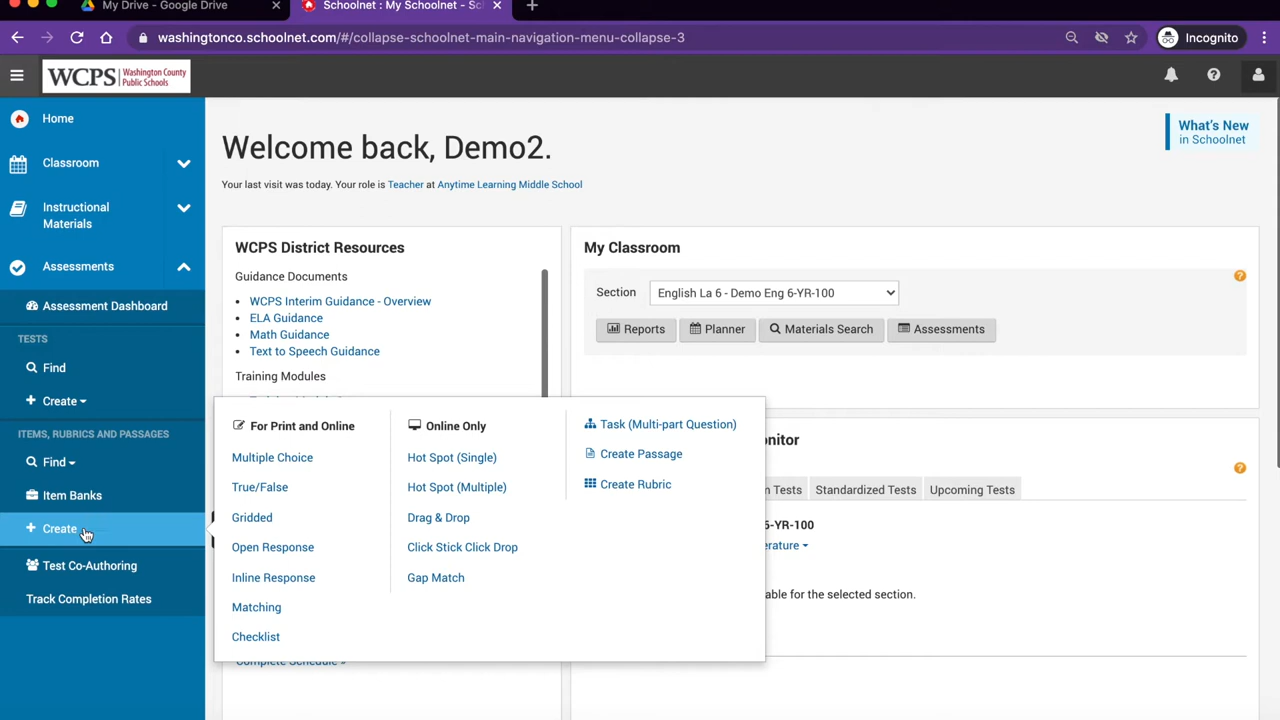 My Drive - Google Drive
Schoolnet : My Schoolnet - Sc
washingtonco.schoolnet.com/#/collapse-schoolnet-main-navigation-menu-collapse-3
Incognito
WCPS Washington County
Public Schools
Home
Classroom
Instructional
Materials
Assessments
Assessment Dashboard
TESTS
Find
Create
ITEMS, RUBRICS AND PASSAGES
Find
Item Banks
Create
Test Co-Authoring
Track Completion Rates
Welcome back, Demo2.
Your last visit was today. Your role is Teacher at Anytime Learning Middle School
What's New
in Schoolnet
WCPS District Resources
Guidance Documents
WCPS Interim Guidance - Overview
ELA Guidance
Math Guidance
Text to Speech Guidance
Training Modules
My Classroom
Section English La 6 - Demo Eng 6-YR-100
Reports Planner Materials Search Assessments
For Print and Online
Multiple Choice
True/False
Gridded
Open Response
Inline Response
Matching
Checklist
Online Only
Hot Spot (Single)
Hot Spot (Multiple)
Drag & Drop
Click Stick Click Drop
Gap Match
Task (Multi-part Question)
Create Passage
Create Rubric
onitor
n Tests Standardized Tests Upcoming Tests
6-YR-100
erature
able for the selected section.
Complete Schedule